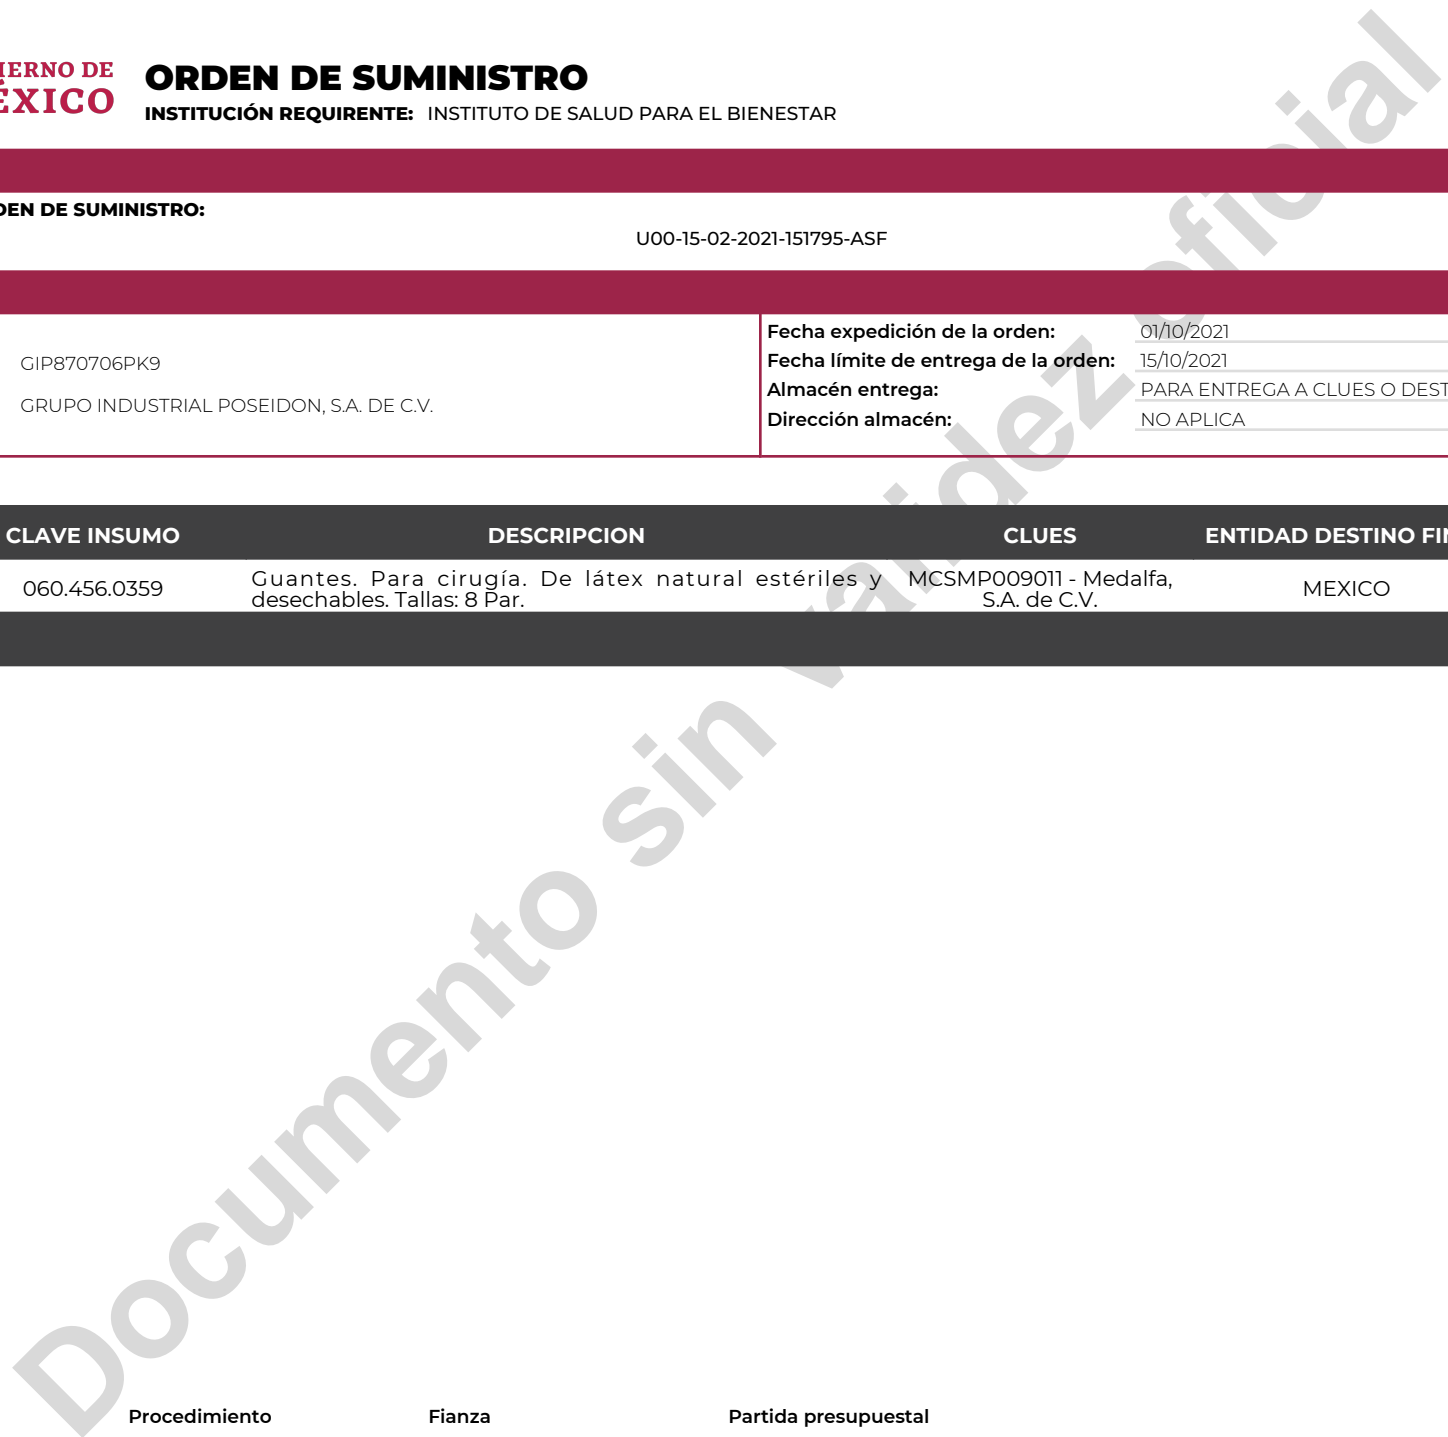 IERNO DE
ÉXICO
ORDEN DE SUMINISTRO
INSTITUCIÓN REQUIRENTE: INSTITUTO DE SALUD PARA EL BIENESTAR
DEN DE SUMINISTRO:
U00-15-02-2021-151795-ASF
GIP870706PK9
GRUPO INDUSTRIAL POSEIDON, S.A. DE C.V.
Fecha expedición de la orden: 01/10/2021
Fecha límite de entrega de la orden: 15/10/2021
Almacén entrega: PARA ENTREGA A CLUES O DEST
Dirección almacén: NO APLICA
CLAVE INSUMO DESCRIPCION CLUES ENTIDAD DESTINO FIN
060.456.0359 Guantes. Para cirugía. De látex natural estériles y desechables. Tallas: 8 Par. MCSMP009011 - Medalfa, S.A. de C.V. MEXICO
Documento sin validez oficial
Procedimiento Fianza Partida presupuestal